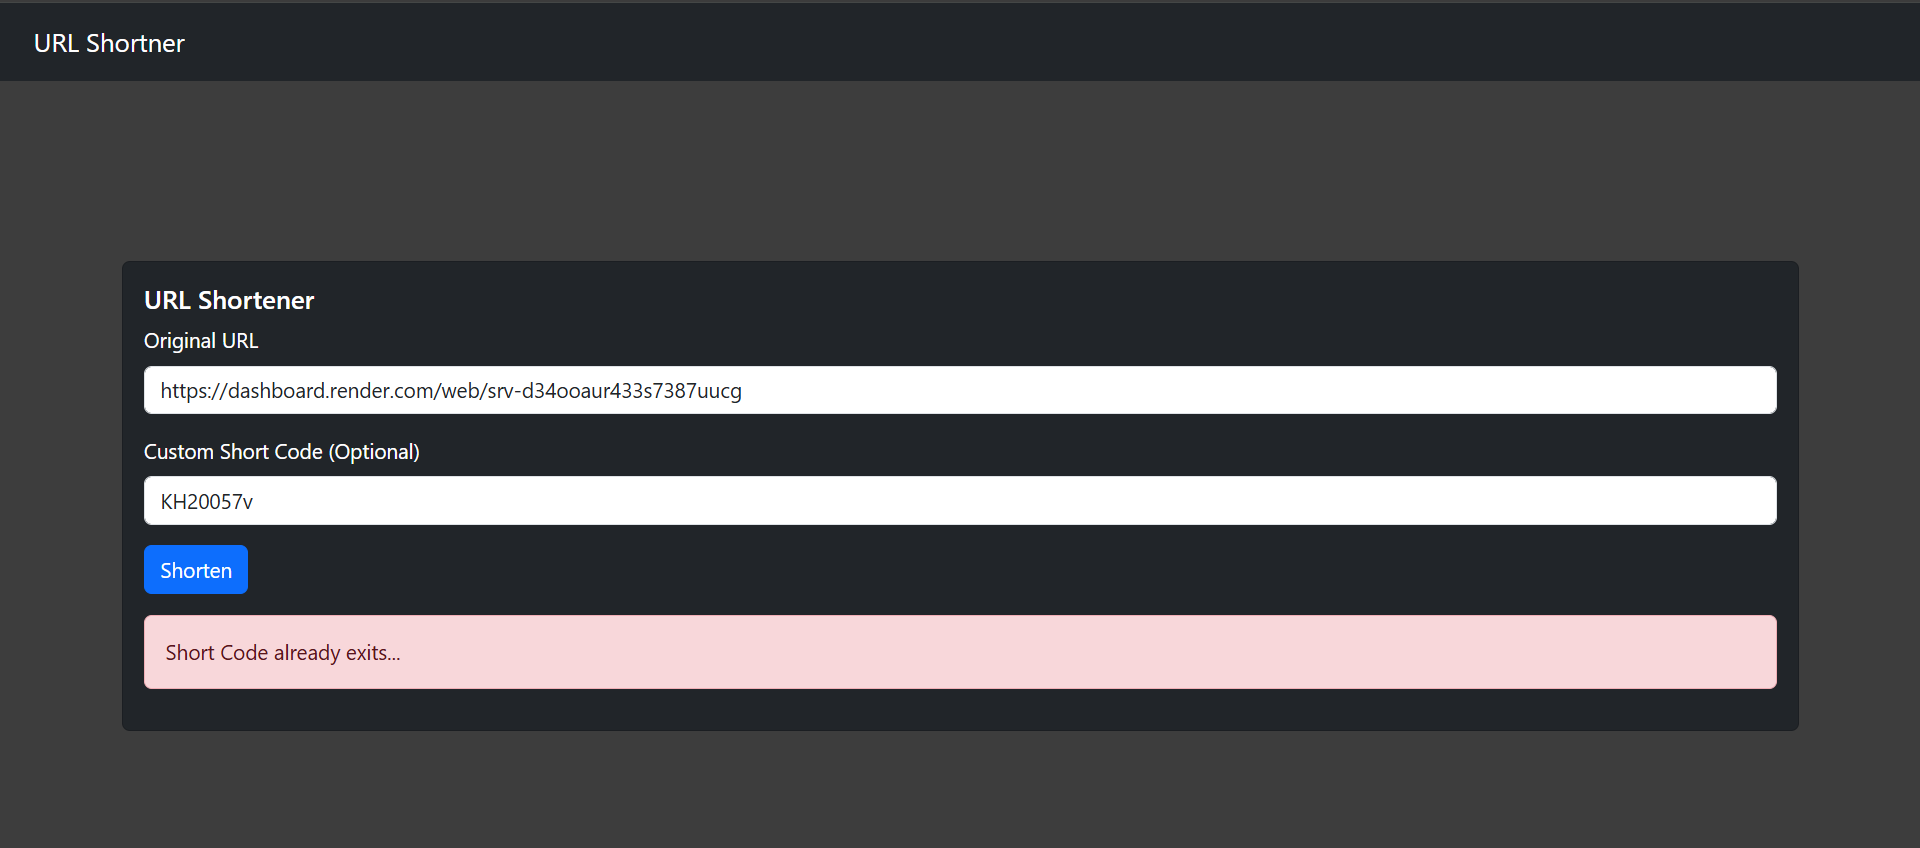 URL Shortner
URL Shortener
Original URL
https://dashboard.render.com/web/srv-d34ooaur433s7387uucg
Custom Short Code (Optional)
KH20057v
Shorten
Short Code already exits...